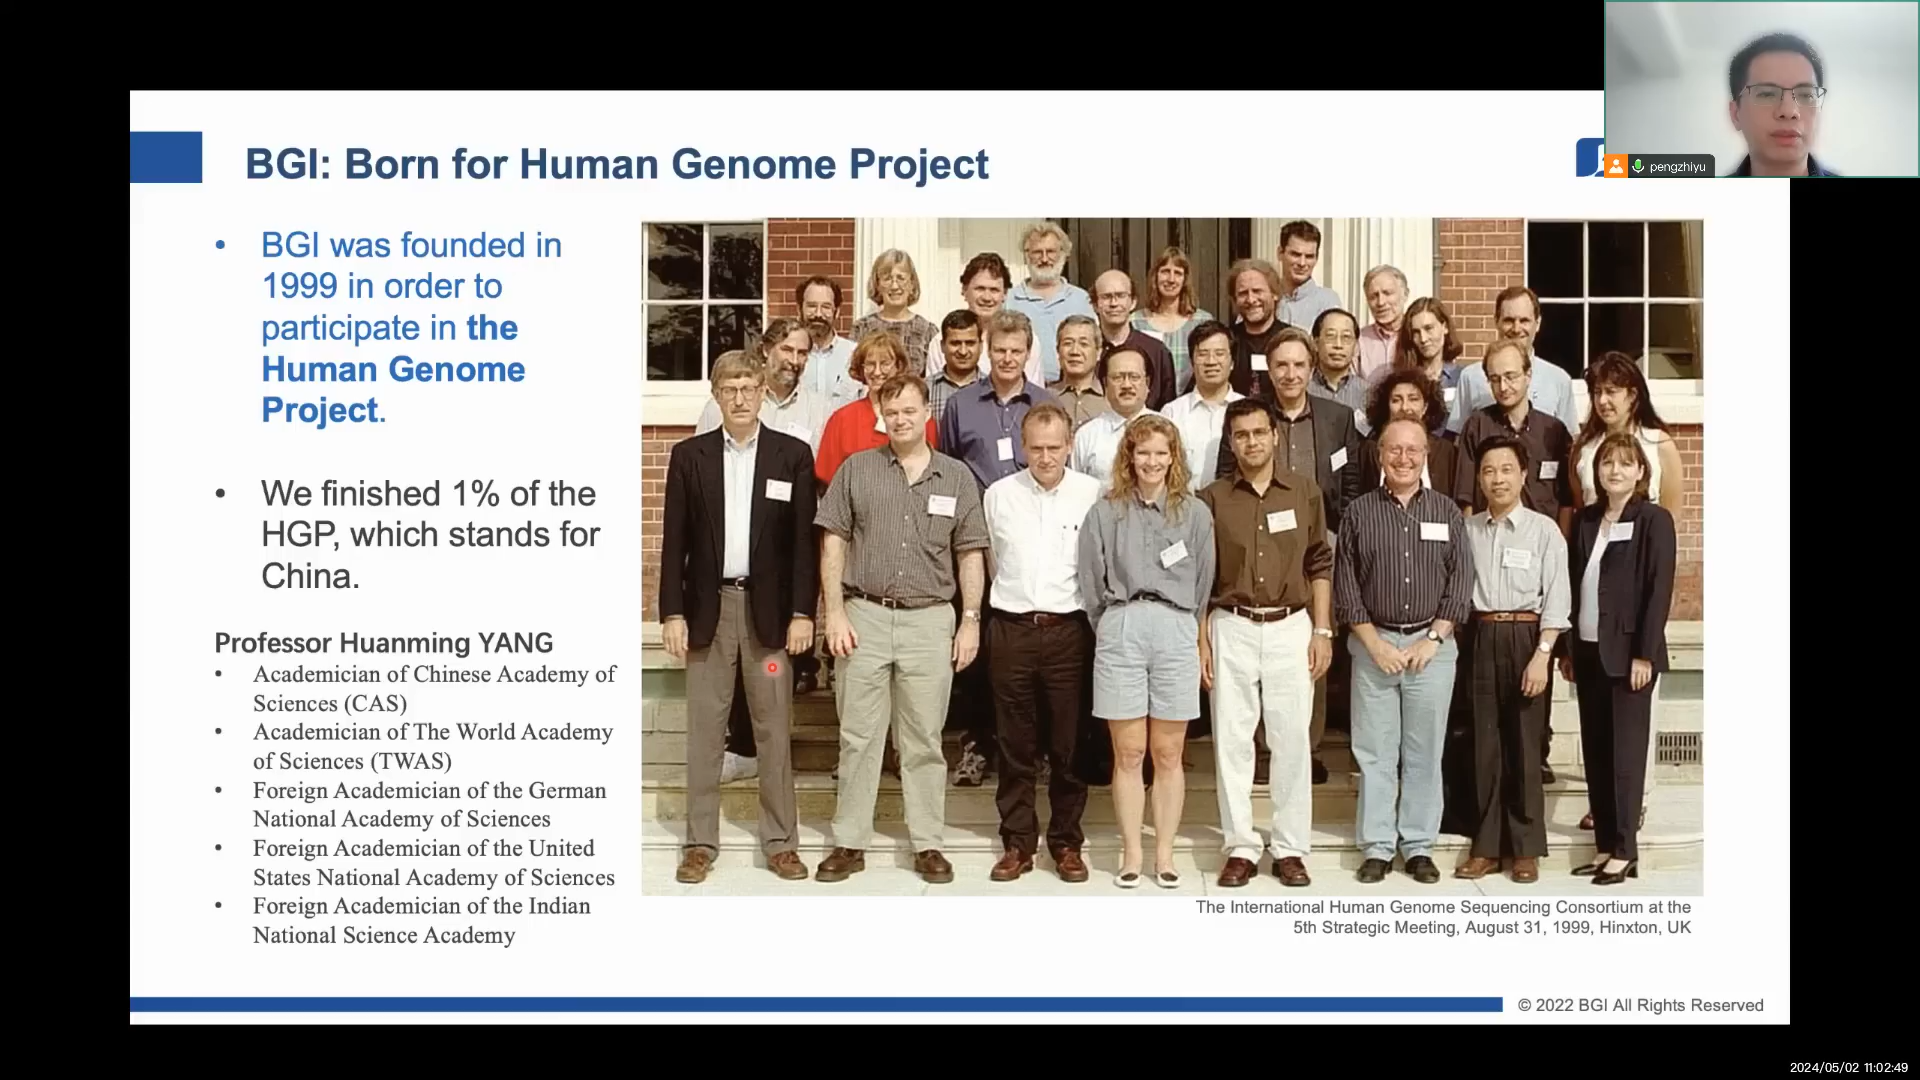 BGI: Born for Human Genome Project
pengzhiyu
• BGI was founded in
1999 in order to
participate in the
Human Genome
Project.
• We finished 1% of the
HGP, which stands for
China.
Professor Huanming YANG
• Academician of Chinese Academy of
Sciences (CAS)
• Academician of The World Academy
of Sciences (TWAS)
• Foreign Academician of the German
National Academy of Sciences
• Foreign Academician of the United
States National Academy of Sciences
• Foreign Academician of the Indian
National Science Academy
The International Human Genome Sequencing Consortium at the
5th Strategic Meeting, August 31, 1999, Hinxton, UK
© 2022 BGI All Rights Reserved
2024/05/02 11:02:49